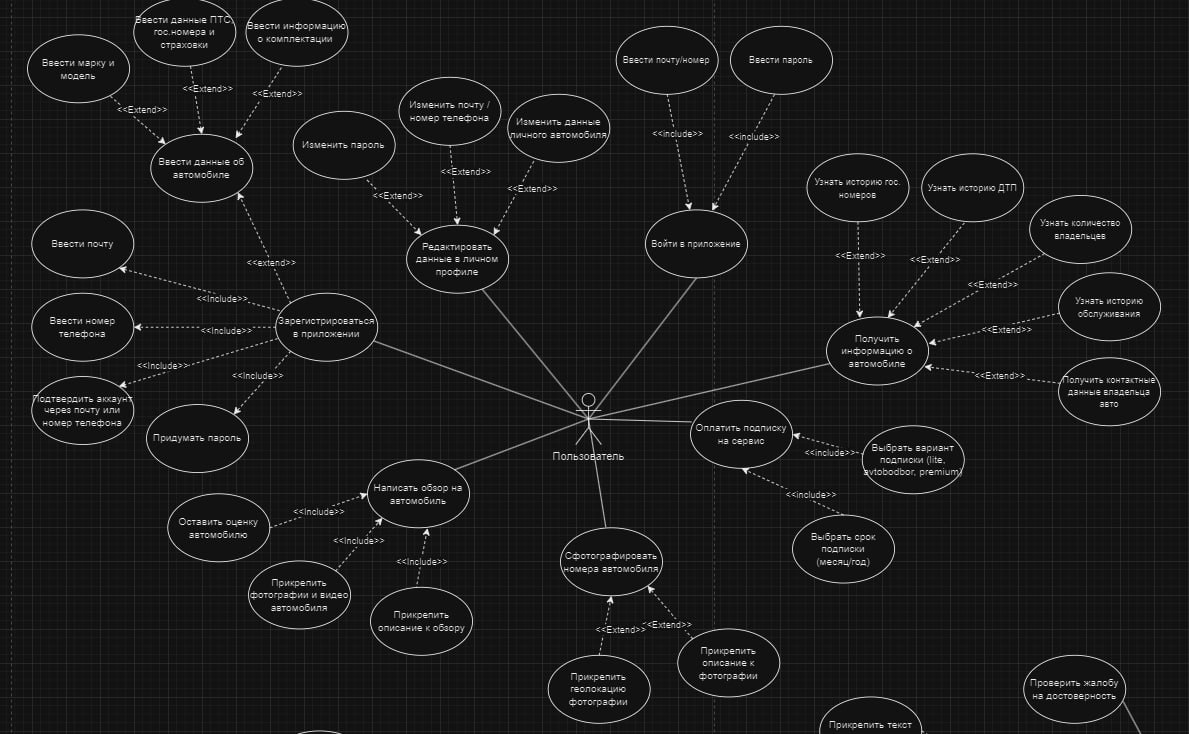 Ввести данные ПТС,
гос.номера и
страховки
Ввести информацию
о комплектации
Ввести марку и
модель
<<Extend>>
<<Extend>>
<<Extend>>
Ввести данные об
автомобиле
Изменить пароль
Изменить почту /
номер телефона
Изменить данные
личного автомобиля
<<Extend>>
<<Extend>>
<<Extend>>
Редактировать
данные в личном
профиле
Ввести почту/номер
Ввести пароль
<<include>>
<<include>>
Войти в приложение
Узнать историю гос.
номеров
Узнать историю ДТП
Узнать количество
владельцев
Узнать историю
обслуживания
Получить контактные
данные владельца
авто
<<Extend>>
<<Extend>>
<<Extend>>
<<Extend>>
<<Extend>>
Получить
информацию о
автомобиле
Ввести почту
<<extend>>
<<Include>>
Ввести номер
телефона
<<Include>>
Зарегистрироваться
в приложении
<<Include>>
<<Include>>
Подтвердить аккаунт
через почту или
номер телефона
Придумать пароль
Пользователь
Оплатить подписку
на сервис
<<include>>
Выбрать вариант
подписки (lite,
avtobodbor, premium)
<<include>>
Выбрать срок
подписки
(месяц/год)
Написать обзор на
автомобиль
Оставить оценку
автомобилю
<<Include>>
<<Include>>
<<Include>>
Прикрепить
фотографии и видео
автомобиля
Прикрепить
описание к обзору
Сфотографировать
номера автомобиля
<<Extend>>
<<Extend>>
Прикрепить
геолокацию
фотографии
Прикрепить
описание к
фотографии
Проверить жалобу
на достоверность
Прикрепить текст